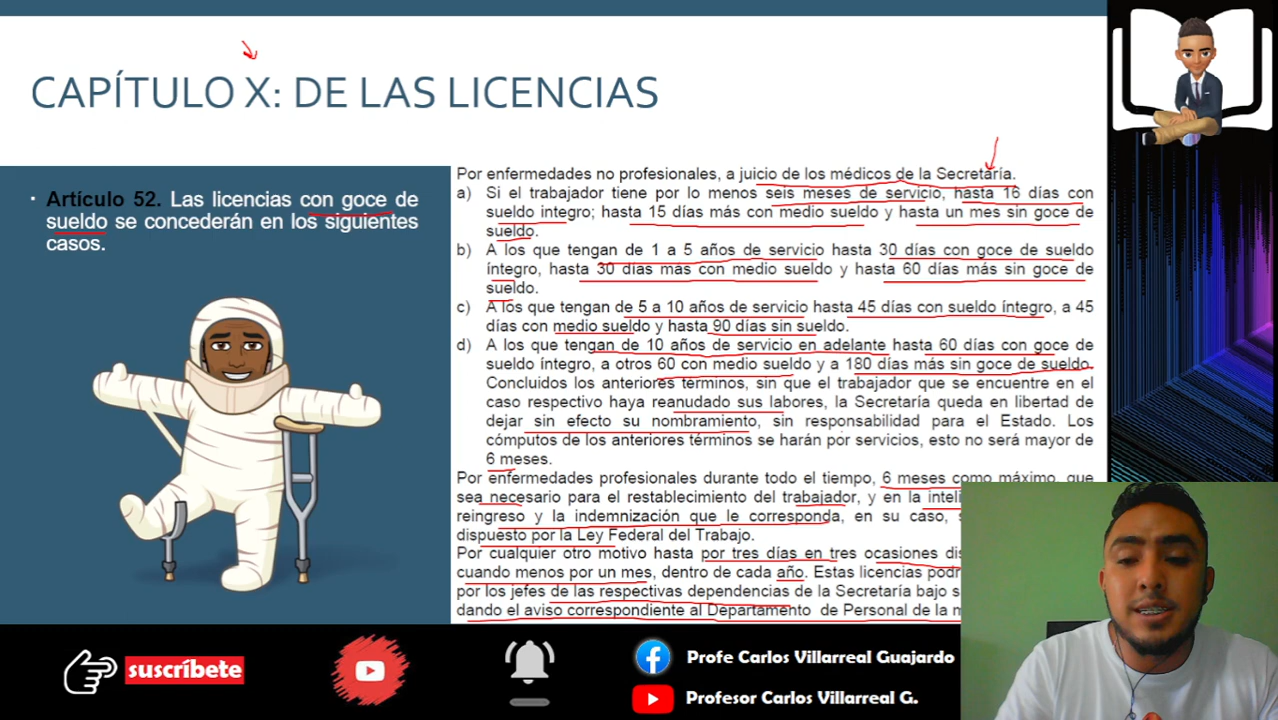 CAPÍTULO X: DE LAS LICENCIAS
Artículo 52. Las licencias con goce de
sueldo se concederán en los siguientes
casos.
Por enfermedades no profesionales, a juicio de los médicos de la Secretaría.
a) Si el trabajador tiene por lo menos seis meses de servicio, hasta 16 días con
sueldo integro; hasta 15 días más con medio sueldo y hasta un mes sin goce de
sueldo.
b) A los que tengan de 1 a 5 años de servicio hasta 30 días con goce de sueldo
íntegro, hasta 30 días más con medio sueldo y hasta 60 días más sin goce de
sueldo.
c) A los que tengan de 5 a 10 años de servicio hasta 45 días con sueldo íntegro, a 45
días con medio sueldo y hasta 90 días sin sueldo.
d) A los que tengan de 10 años de servicio en adelante hasta 60 días con goce de
sueldo íntegro, a otros 60 con medio sueldo y a 180 días más sin goce de sueldo.
Concluidos los anteriores términos, sin que el trabajador que se encuentre en el
caso respectivo haya reanudado sus labores, la Secretaría queda en libertad de
dejar sin efecto su nombramiento, sin responsabilidad para el Estado. Los
cómputos de los anteriores términos se harán por servicios, esto no será mayor de
6 meses.
Por enfermedades profesionales durante todo el tiempo, 6 meses como máximo, que
sea necesario para el restablecimiento del trabajador, y en la
reingreso y la indemnización que le corresponda, en su caso,
dispuesto por la Ley Federal del Trabajo.
Por cualquier otro motivo hasta por tres días en tres ocasiones
cuando menos por un mes, dentro de cada año. Estas licencias
por los jefes de las respectivas dependencias de la Secretaría bajo
dando el aviso correspondiente al Departamento de Personal de la
suscríbete
Profe Carlos Villarreal Guajardo
Profesor Carlos Villarreal G.